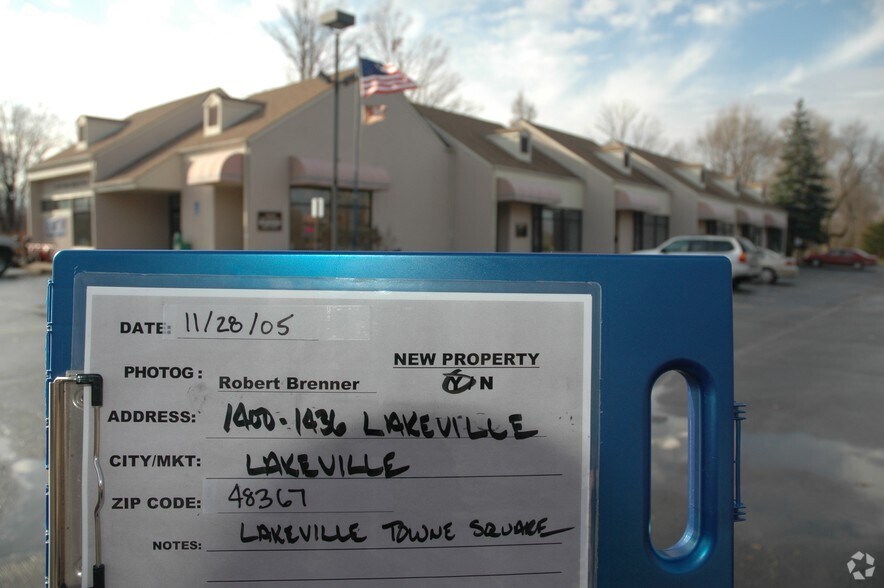 DATE: 11/28/05
NEW PROPERTY
PHOTOG: Robert Brenner
Y N
ADDRESS: 1400-1436 LAKEVILLE
CITY/MKT: LAKEVILLE
ZIP CODE: 48367
NOTES: LAKEVILLE TOWNE SQUARE